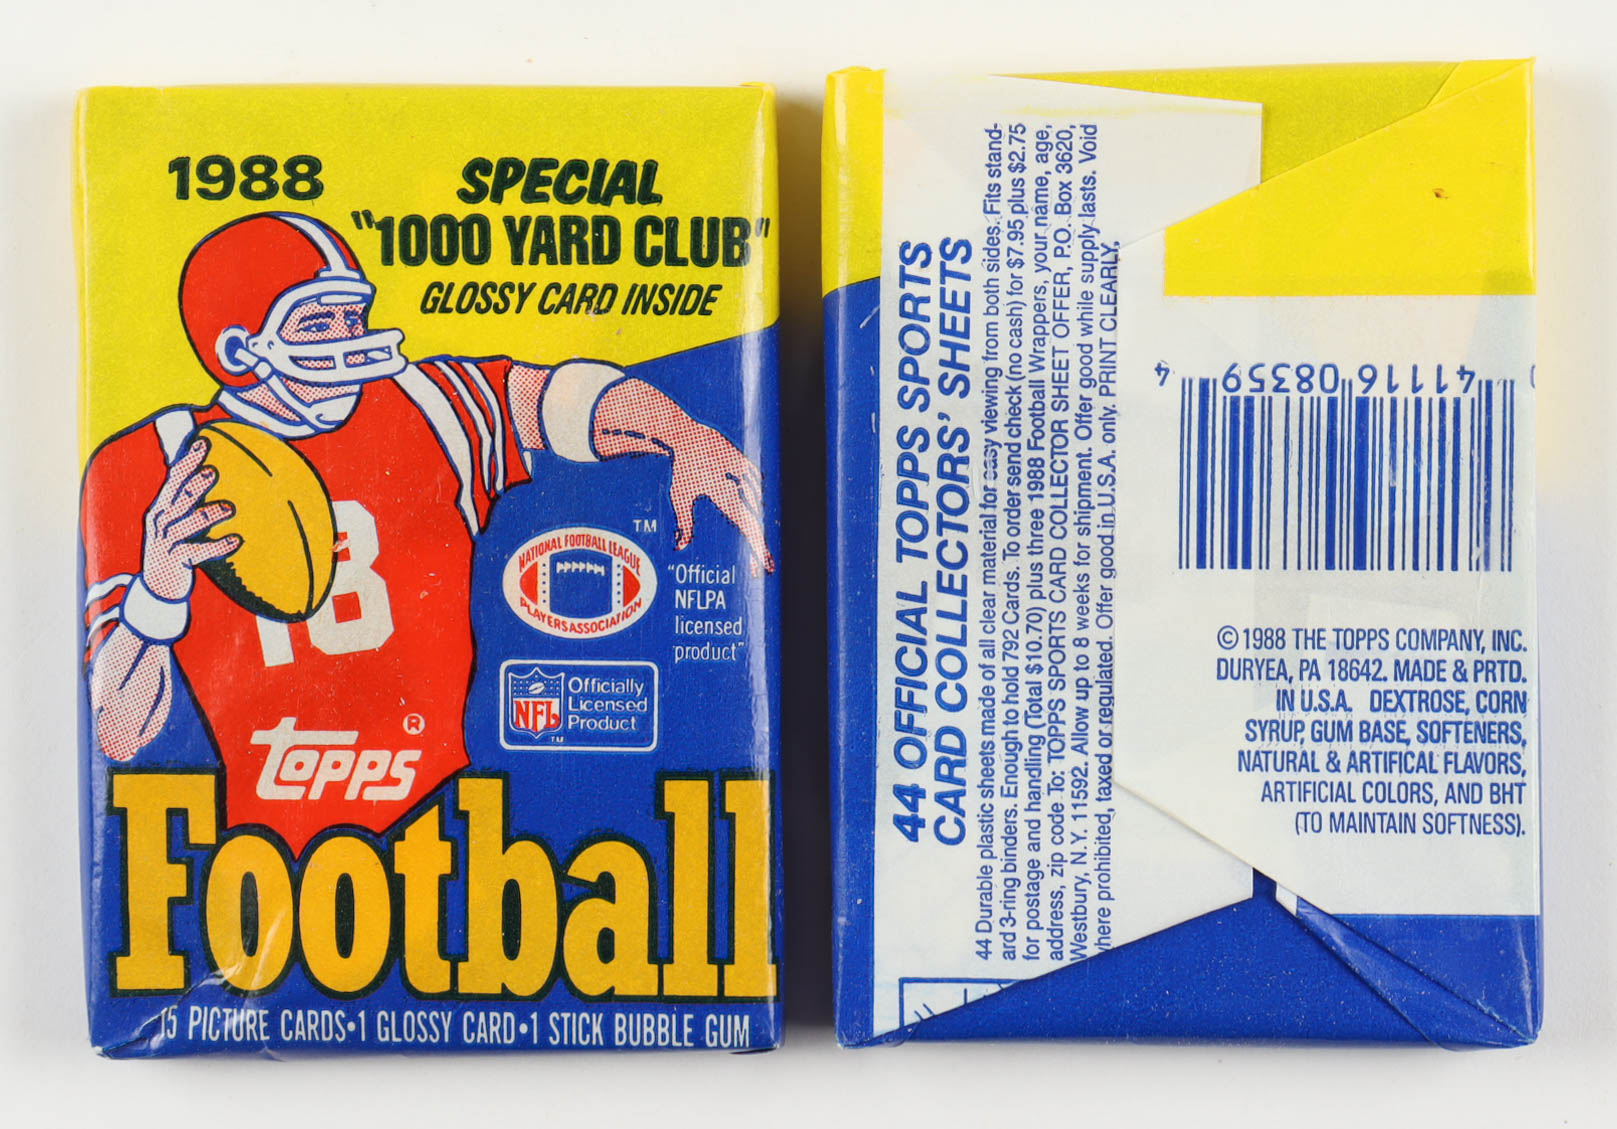 1988
SPECIAL
"1000 YARD CLUB"
GLOSSY CARD INSIDE
18
TM
NATIONAL FOOTBALL LEAGUE
PLAYERS ASSOCIATION
"Official
NFLPA
licensed
product"
NFL
TM
Officially
Licensed
Product
TOPPS ®
Football
15 PICTURE CARDS•1 GLOSSY CARD•1 STICK BUBBLE GUM
44 OFFICIAL TOPPS SPORTS
CARD COLLECTORS' SHEETS
44 Durable plastic sheets made of all clear material for easy viewing from both sides. Fits stand-
ard 3-ring binders. Enough to hold 792 Cards. To order send check (no cash) for $7.95 plus $2.75
for postage and handling (Total $10.70) plus three 1988 Football Wrappers, your name, age,
address, zip code To: TOPPS SPORTS CARD COLLECTOR SHEET OFFER, P.O. Box 3620,
Westbury, N.Y. 11592. Allow up to 8 weeks for shipment. Offer good while supply lasts. Void
where prohibited, taxed or regulated. Offer good in U.S.A. only. PRINT CLEARLY.
0 41116 08359 4
© 1988 THE TOPPS COMPANY, INC.
DURYEA, PA 18642. MADE & PRTD.
IN U.S.A. DEXTROSE, CORN
SYRUP, GUM BASE, SOFTENERS,
NATURAL & ARTIFICAL FLAVORS,
ARTIFICIAL COLORS, AND BHT
(TO MAINTAIN SOFTNESS).